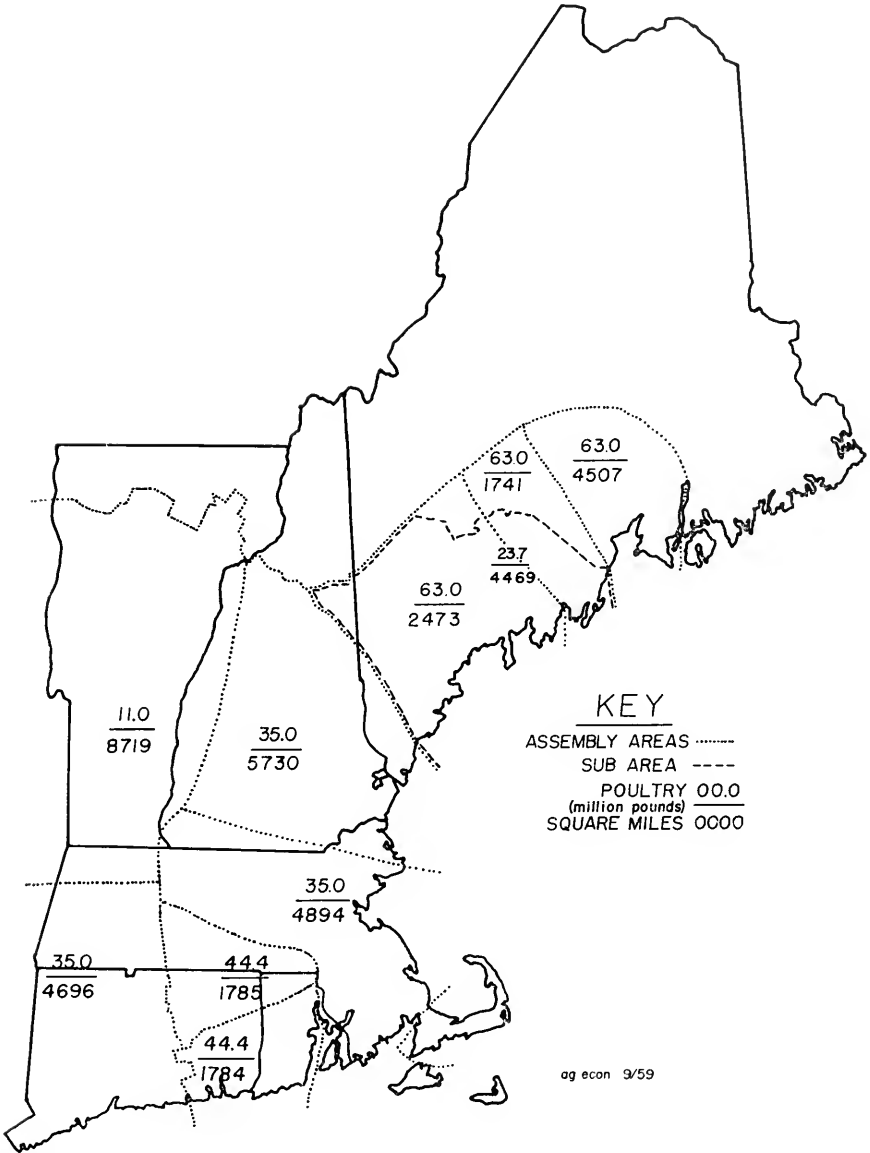 63.0
1741
63.0
4507
23.7
4469
63.0
2473
11.0
8719
35.0
5730
KEY
ASSEMBLY AREAS
SUB AREA
POULTRY 00.0
(million pounds)
SQUARE MILES 0000
35.0
4894
35.0
4696
44.4
1785
44.4
1784
ag econ 9/59